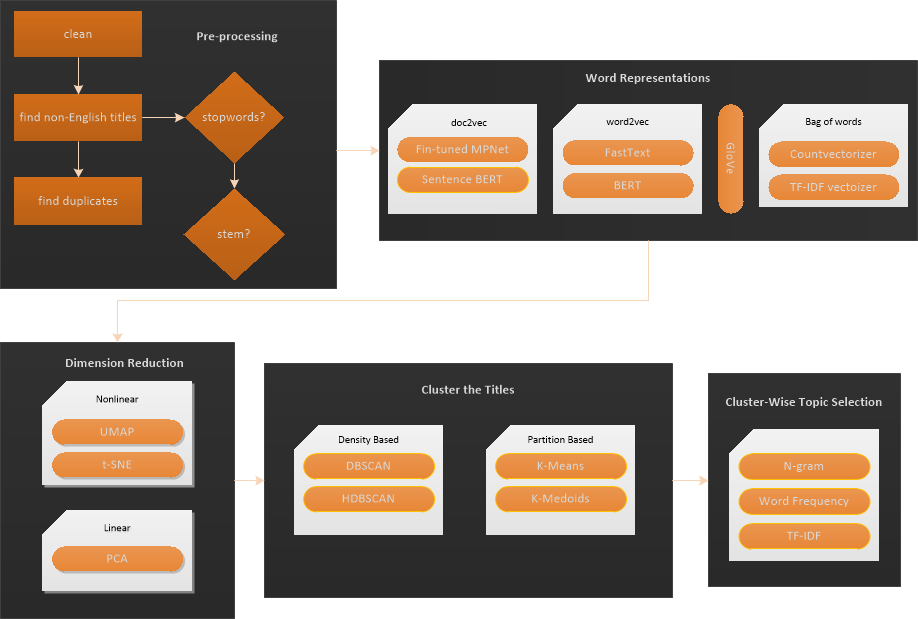 Pre-processing
clean
find non-English titles
find duplicates
stopwords?
stem?
Word Representations
doc2vec
Fin-tuned MPNet
Sentence BERT
word2vec
FastText
BERT
GloVe
Bag of words
Countvectorizer
TF-IDF vectoizer
Dimension Reduction
Nonlinear
UMAP
t-SNE
Linear
PCA
Cluster the Titles
Density Based
DBSCAN
HDBSCAN
Partition Based
K-Means
K-Medoids
Cluster-Wise Topic Selection
N-gram
Word Frequency
TF-IDF